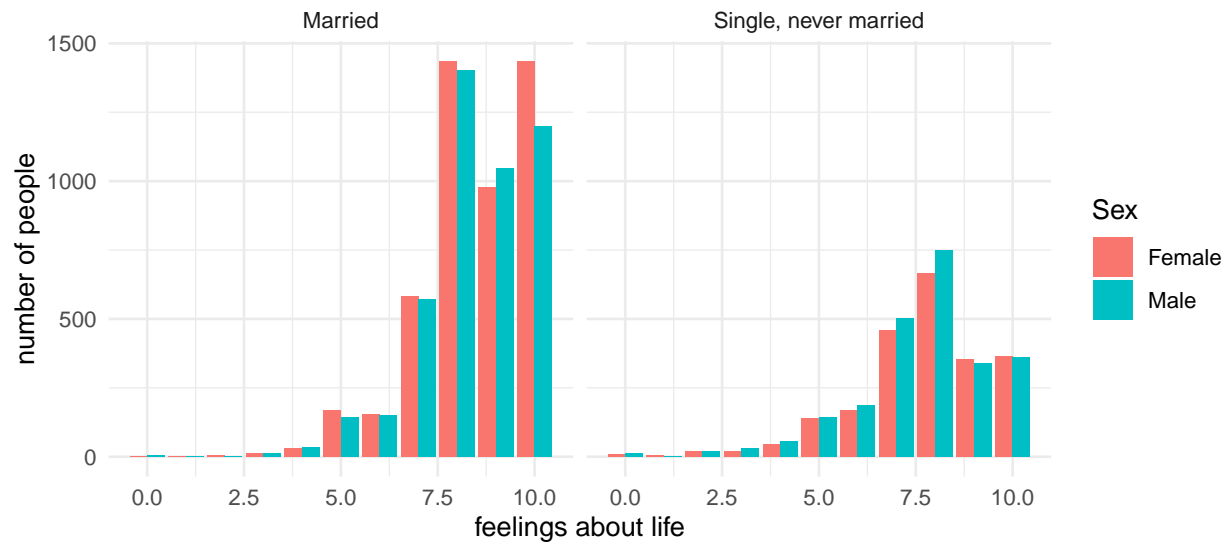 Married
Single, never married
1500
1000
500
0
number of people
0.0 2.5 5.0 7.5 10.0
0.0 2.5 5.0 7.5 10.0
feelings about life
Sex
Female
Male